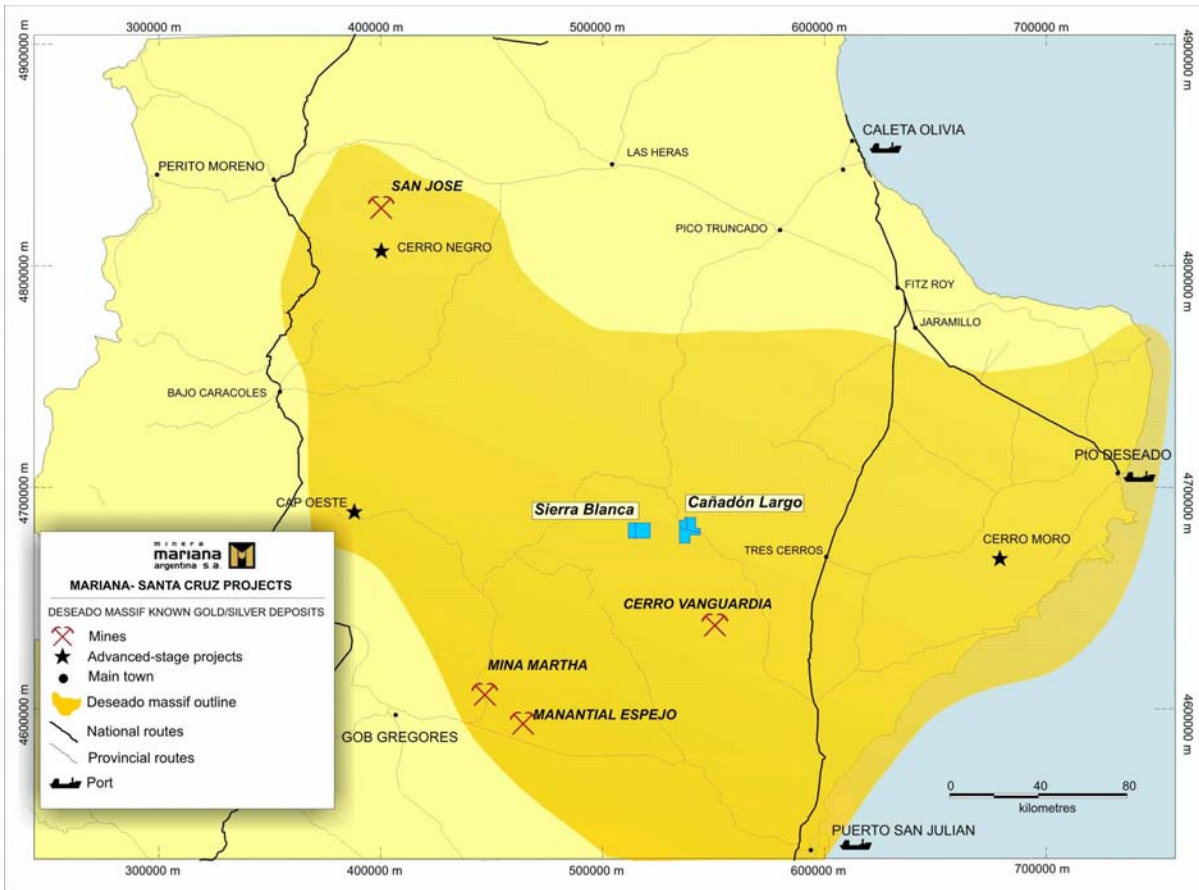 300000 m
400000 m
500000 m
600000 m
700000 m
4900000 m
4900000 m
CALETA OLIVIA
LAS HERAS
PERITO MORENO
SAN JOSE
PICO TRUNCADO
CERRO NEGRO
4800000 m
4800000 m
FITZ ROY
JARAMILLO
BAJO CARACOLES
PtO DESEADO
4700000 m
4700000 m
CAP OESTE
Sierra Blanca
Cañadón Largo
CERRO MORO
TRES CERROS
CERRO VANGUARDIA
MINA MARTHA
MANANTIAL ESPEJO
4600000 m
4600000 m
GOB GREGORES
PUERTO SAN JULIAN
minera
mariana
argentina s.a.
MARIANA- SANTA CRUZ PROJECTS
DESEADO MASSIF KNOWN GOLD/SILVER DEPOSITS
Mines
Advanced-stage projects
Main town
Deseado massif outline
National routes
Provincial routes
Port
0 40 80
kilometres
300000 m
400000 m
500000 m
600000 m
700000 m